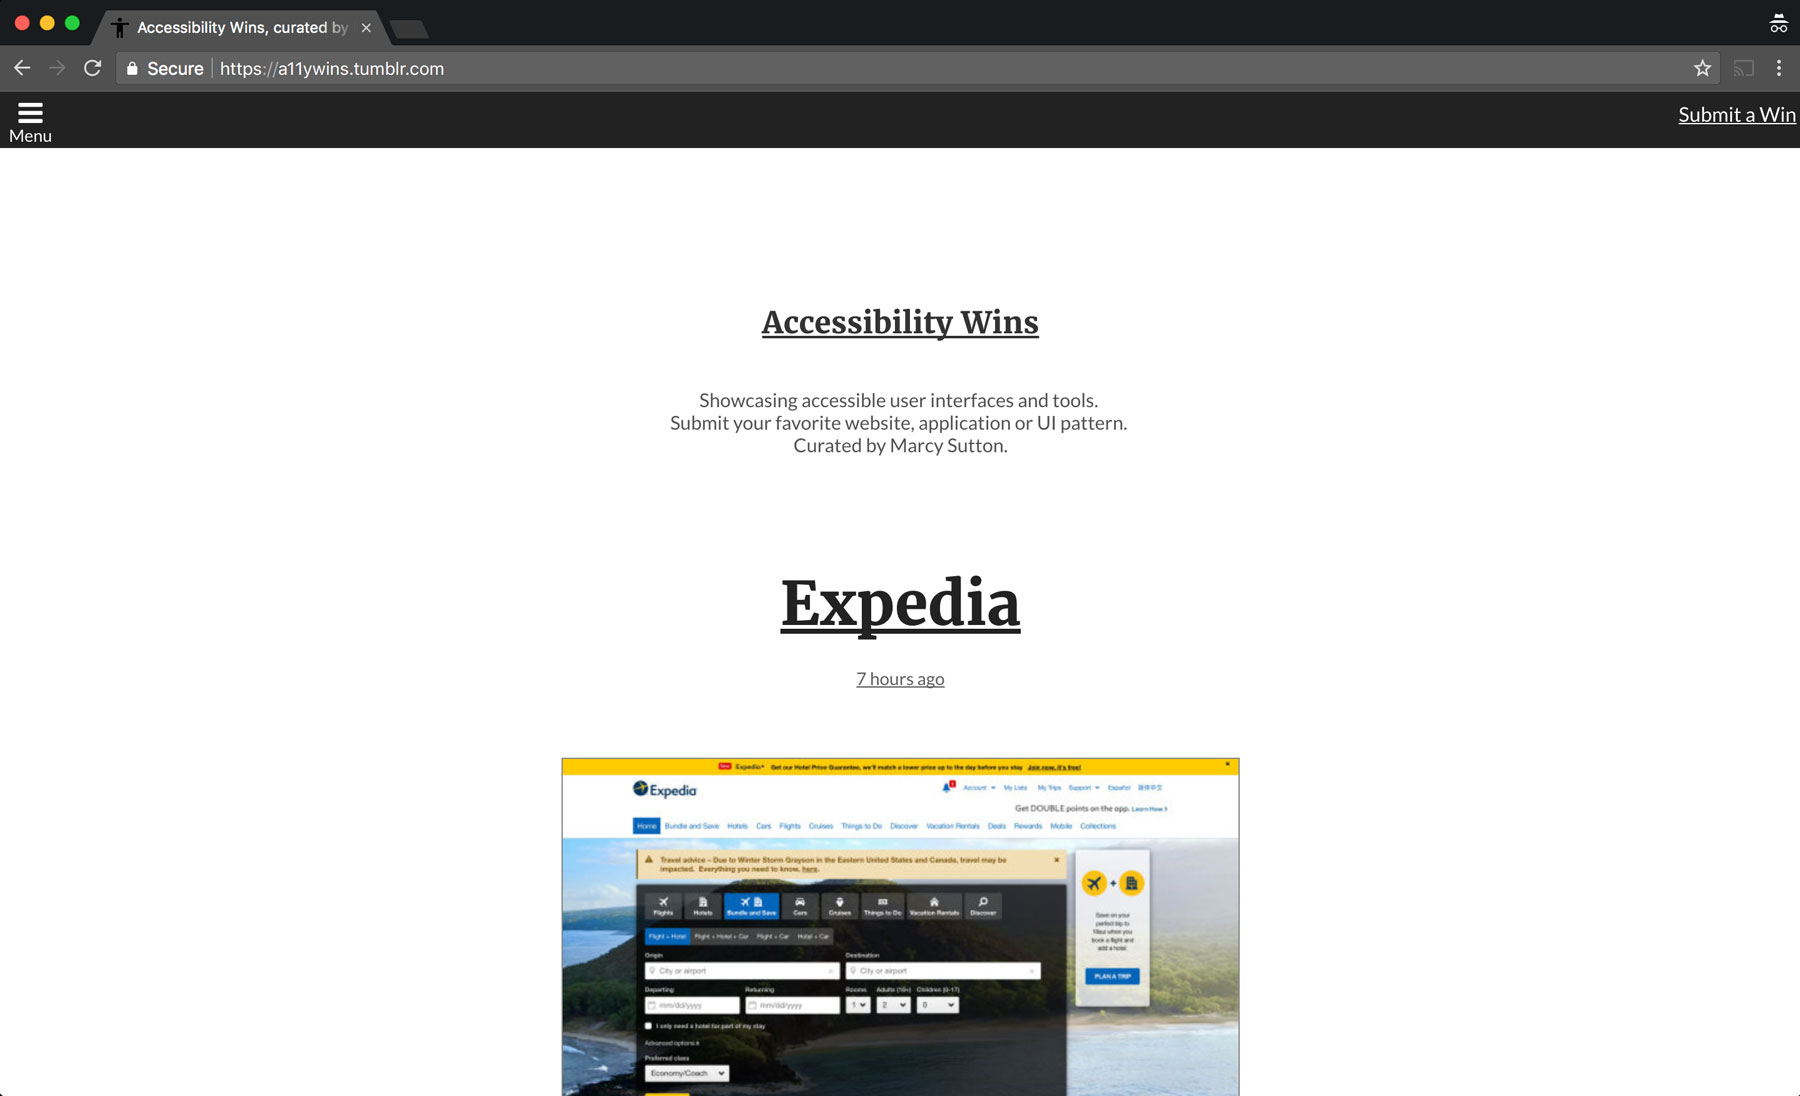 Accessibility Wins, curated by
Secure
https://a11ywins.tumblr.com
Menu
Submit a Win
Accessibility Wins
Showcasing accessible user interfaces and tools.
Submit your favorite website, application or UI pattern.
Curated by Marcy Sutton.
Expedia
7 hours ago
New Expedia+ Get our Hotel Price Guarantee, we'll match a lower price up to the day before you stay Join now, it's free!
Expedia
1 Account My Lists My Trips Support Español 简体中文
Get DOUBLE points on the app. Learn How >
Home Bundle and Save Hotels Cars Flights Cruises Things to Do Discover Vacation Rentals Deals Rewards Mobile Collections
Travel advice – Due to Winter Storm Grayson in the Eastern United States and Canada, travel may be
impacted. Everything you need to know, here.
Flights Hotels Bundle and Save Cars Cruises Things to Do Vacation Rentals Discover
Flight + Hotel Flight + Hotel + Car Flight + Car Hotel + Car
Origin Destination
City or airport City or airport
Departing Returning Rooms Adults (18+) Children (0-17)
mm/dd/yyyy mm/dd/yyyy 1 2 0
I only need a hotel for part of my stay
Advanced options
Preferred class
Economy/Coach
+
Save on your
perfect trip to
Maui when you
book a flight and
add a hotel.
PLAN A TRIP